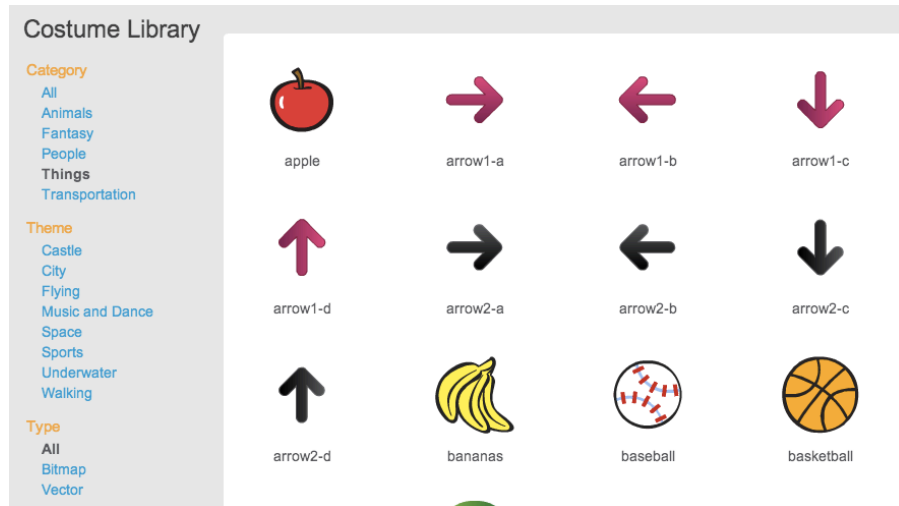 Costume Library
Category
All
Animals
Fantasy
People
Things
Transportation
Theme
Castle
City
Flying
Music and Dance
Space
Sports
Underwater
Walking
Type
All
Bitmap
Vector
apple arrow1-a arrow1-b arrow1-c
arrow1-d arrow2-a arrow2-b arrow2-c
arrow2-d bananas baseball basketball